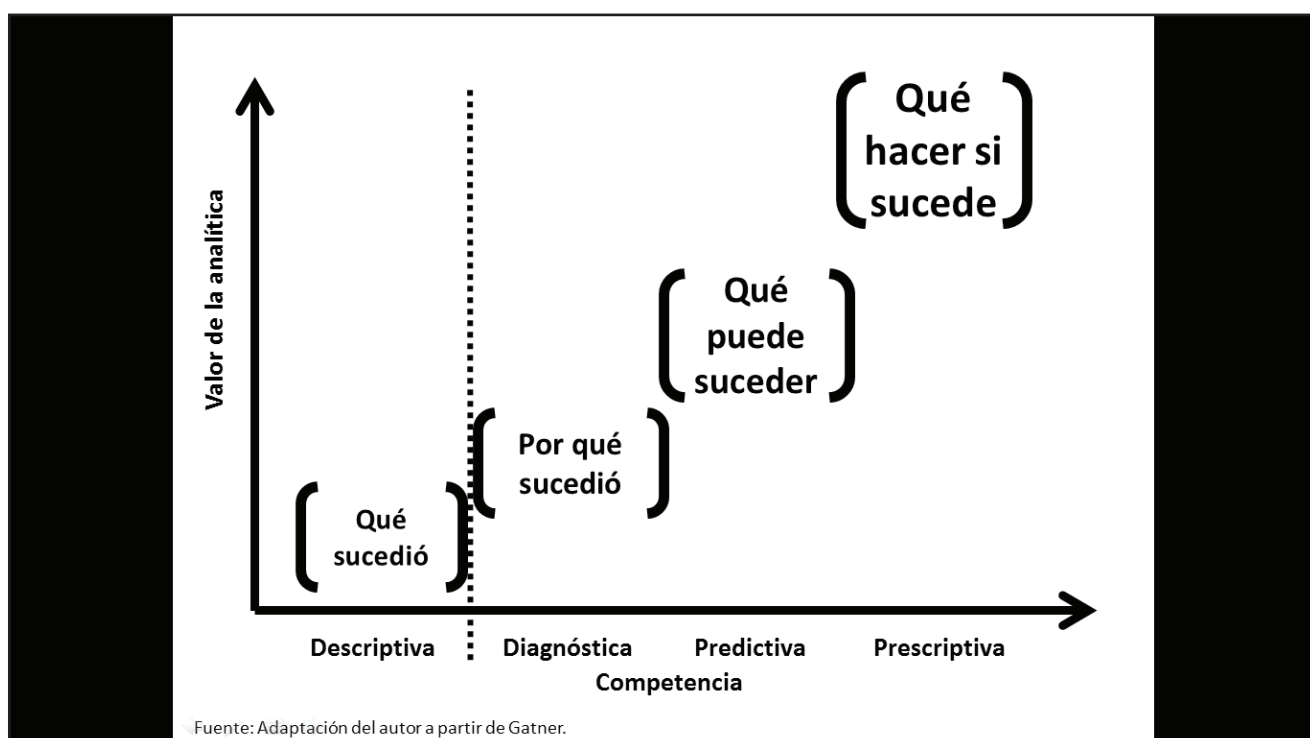 Valor de la analítica
Qué
hacer si
sucede
Qué
puede
suceder
Por qué
sucedió
Qué
sucedió
Descriptiva
Diagnóstica
Predictiva
Prescriptiva
Competencia
Fuente: Adaptación del autor a partir de Gatner.